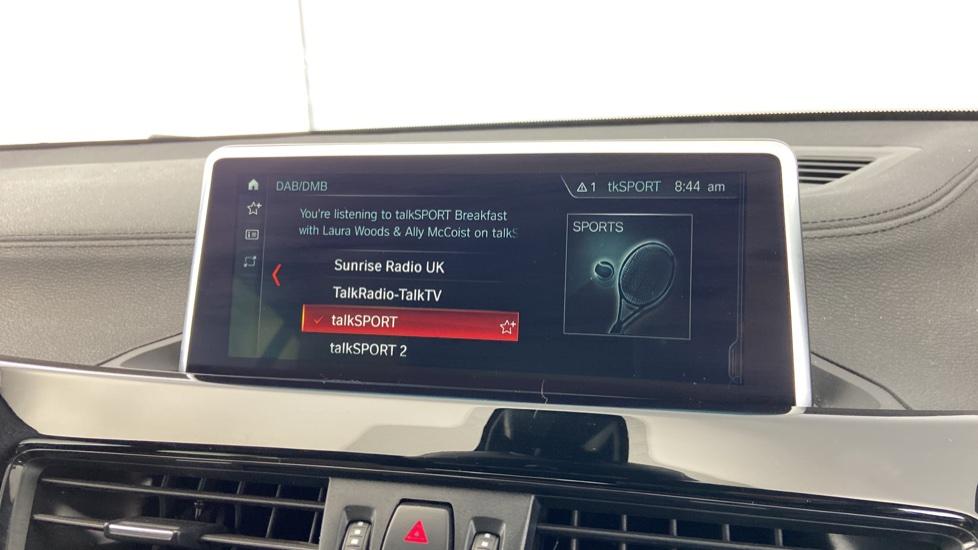 DAB/DMB
1 tkSPORT 8:44 am
You're listening to talkSPORT Breakfast
with Laura Woods & Ally McCoist on talkS
SPORTS
Sunrise Radio UK
TalkRadio-TalkTV
talkSPORT
talkSPORT 2